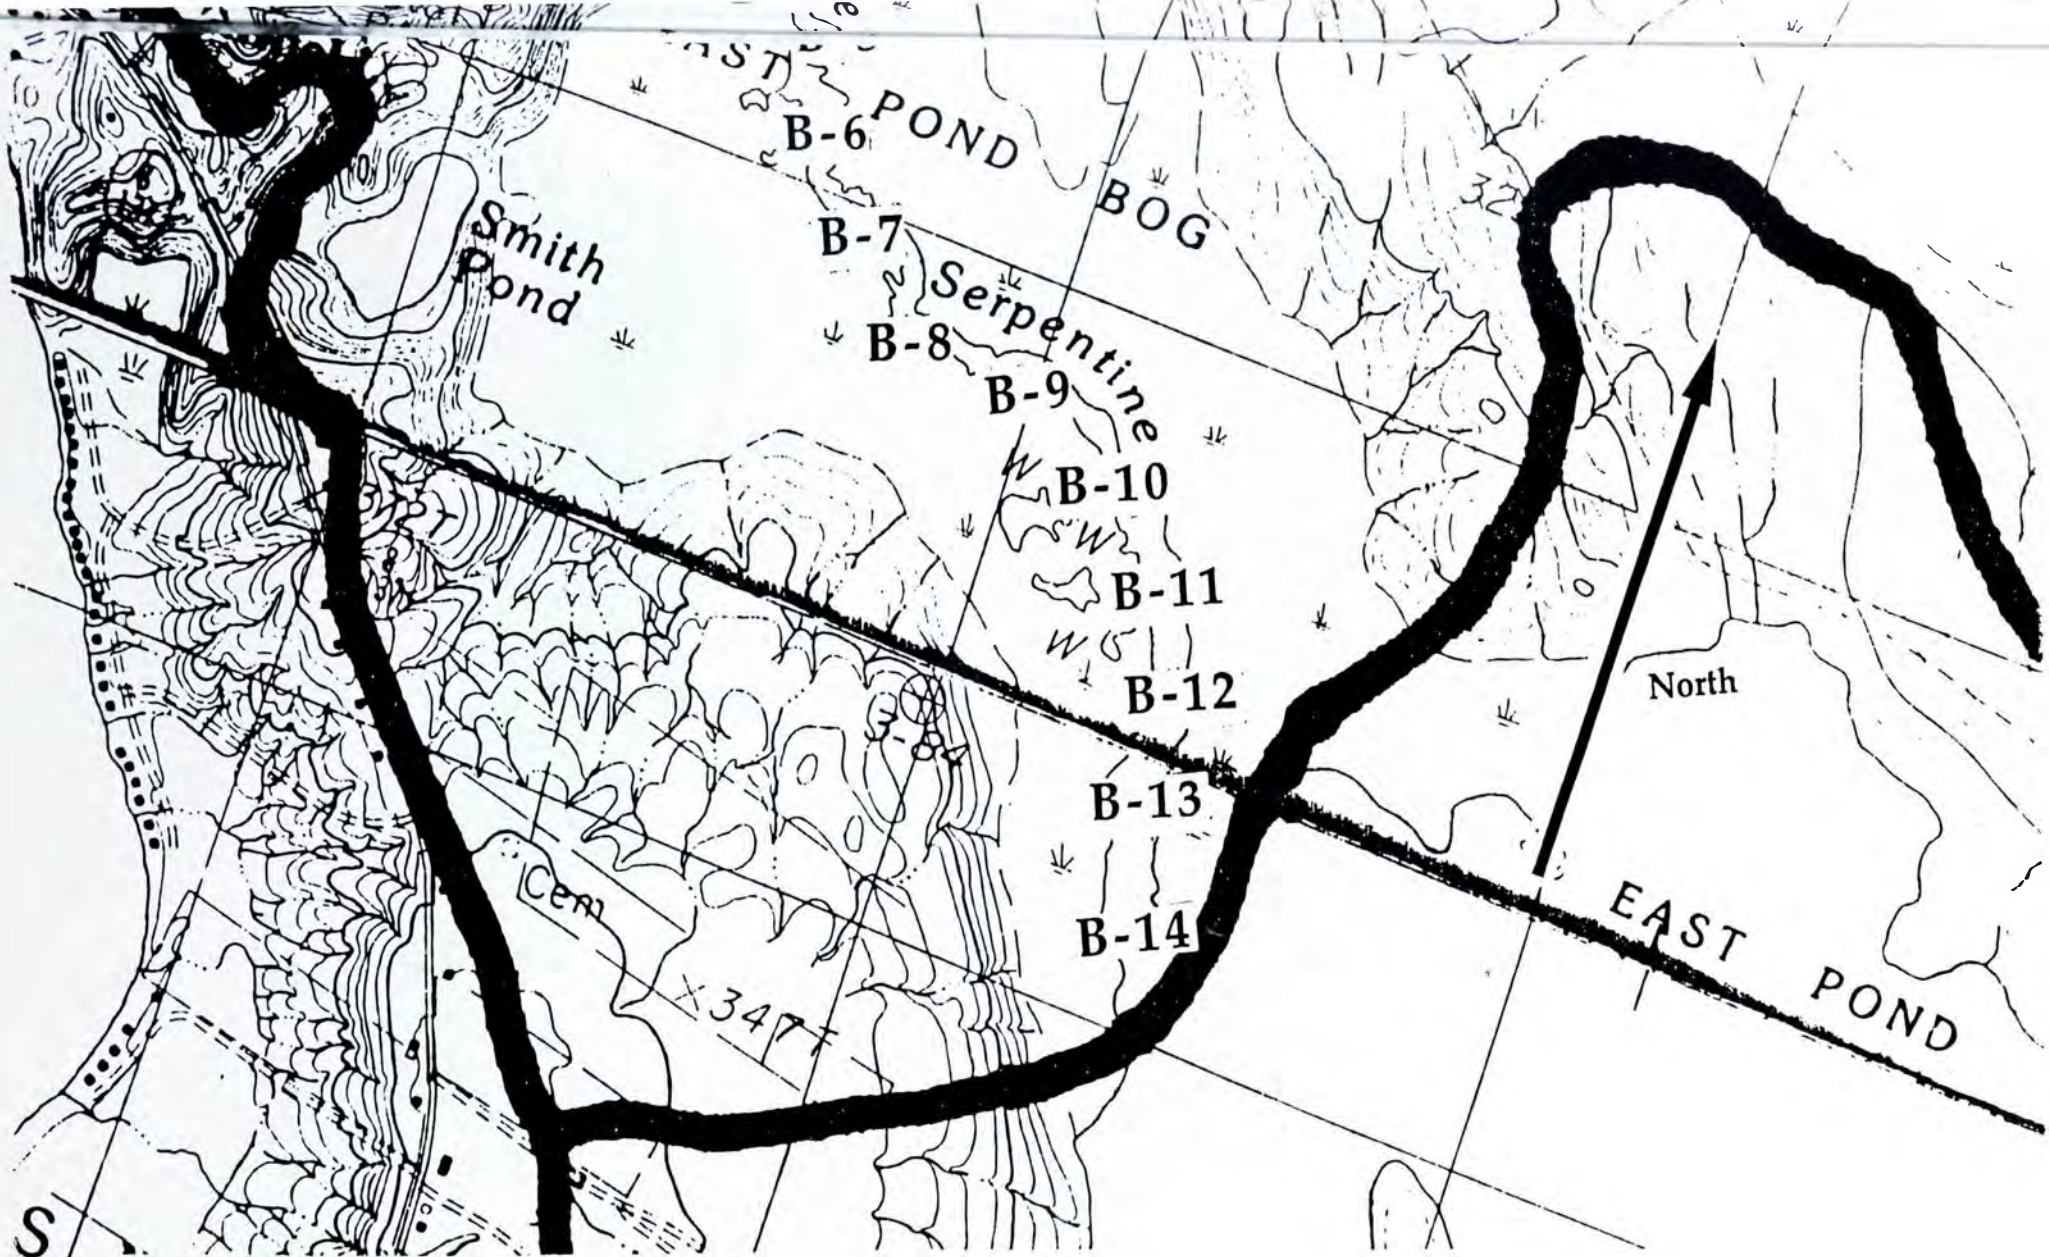 POND
B-6
BOG
32
Smith
Pond
B-7
Serpentine
B-8
B-9
B-10
B-11
B-12
North
B-13
Cem
B-14
EAST POND
x 347
S